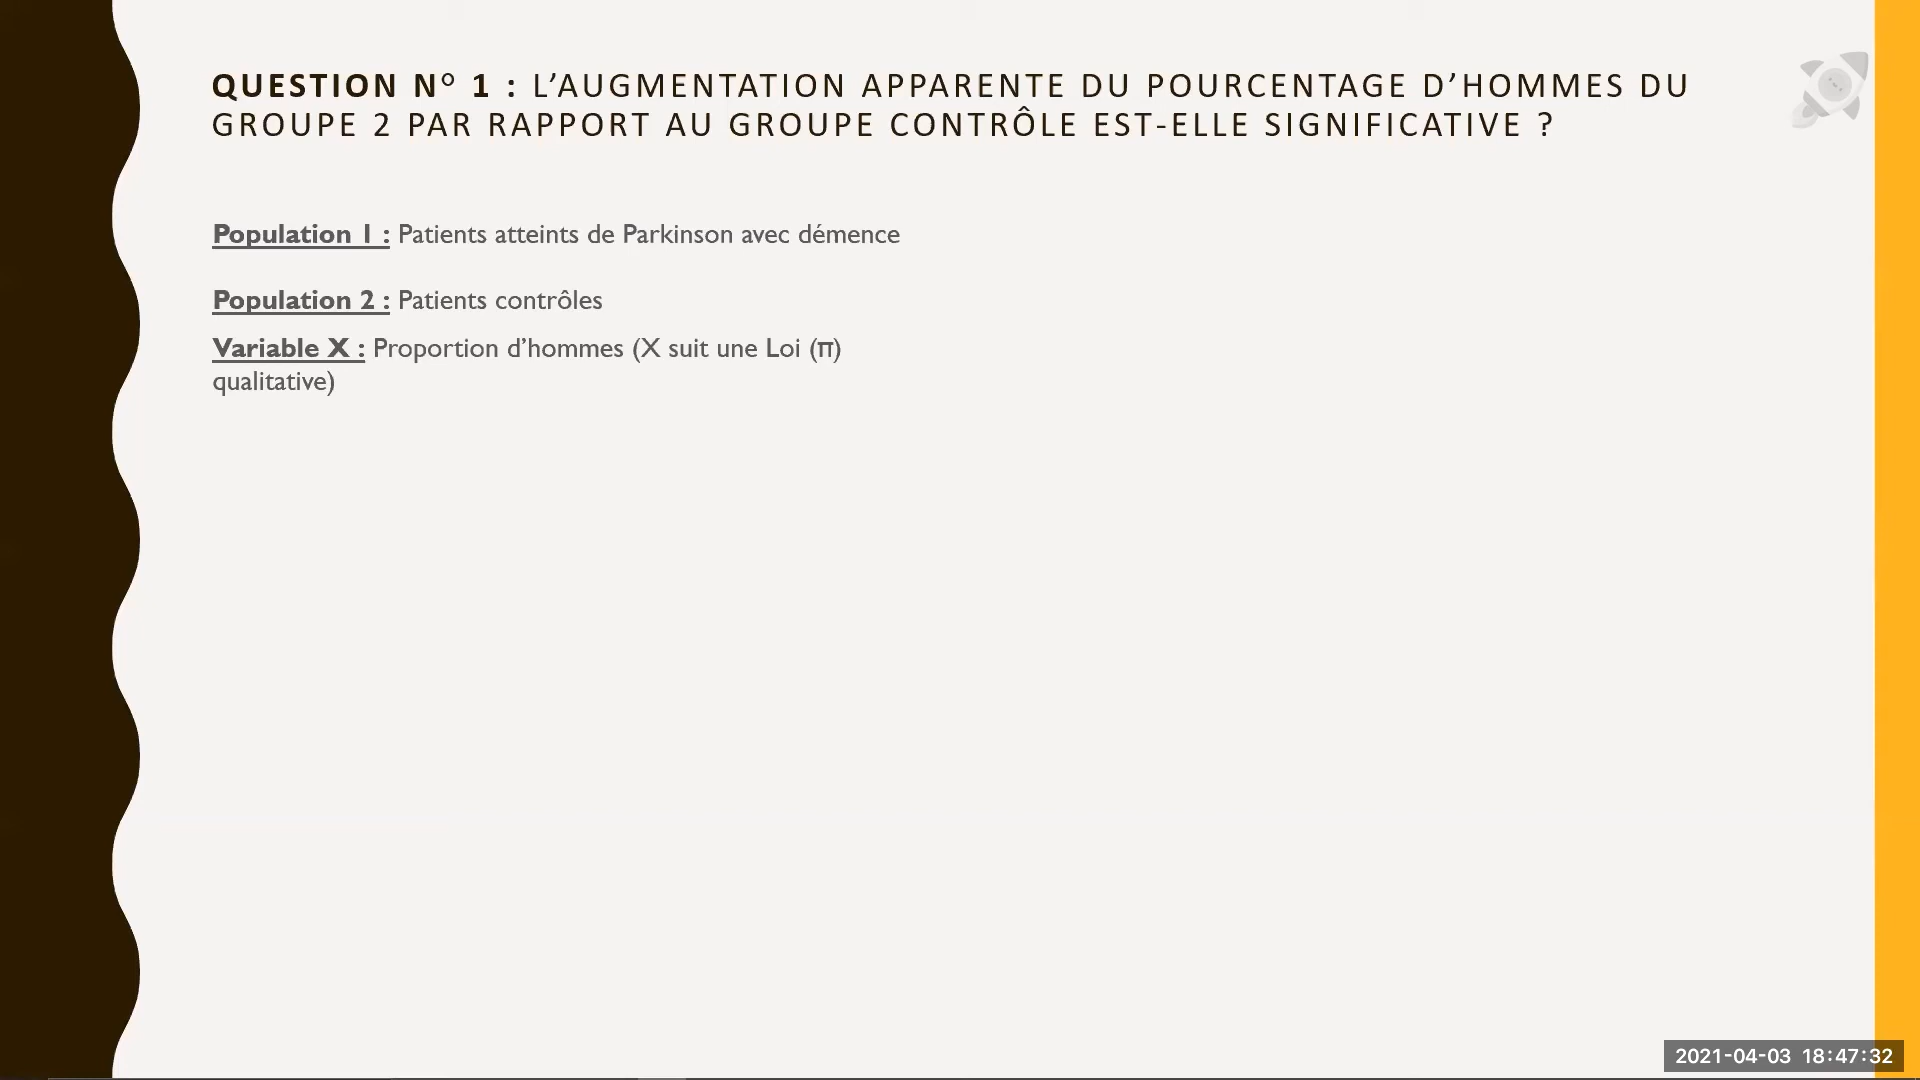 QUESTION N° 1 : L’AUGMENTATION APPARENTE DU POURCENTAGE D’HOMMES DU
GROUPE 2 PAR RAPPORT AU GROUPE CONTRÔLE EST-ELLE SIGNIFICATIVE ?
Population 1 : Patients atteints de Parkinson avec démence
Population 2 : Patients contrôles
Variable X : Proportion d’hommes (X suit une Loi (π)
qualitative)
2021-04-03 18:47:32